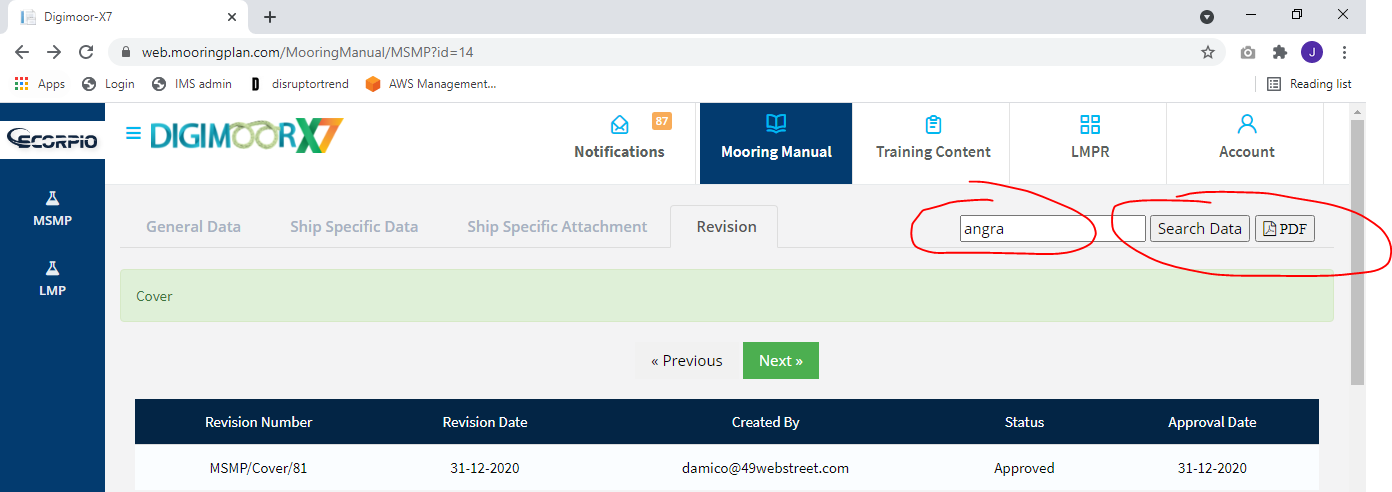 Digimoor-X7
web.mooringplan.com/MooringManual/MSMP?id=14
J
Apps Login IMS admin D disruptortrend AWS Management... Reading list
SCORPIO
DIGIMOORX7
87
Notifications Mooring Manual Training Content LMPR Account
MSMP
LMP
General Data Ship Specific Data Ship Specific Attachment Revision angra Search Data PDF
Cover
« Previous Next »
Revision Number Revision Date Created By Status Approval Date
MSMP/Cover/81 31-12-2020 damico@49webstreet.com Approved 31-12-2020